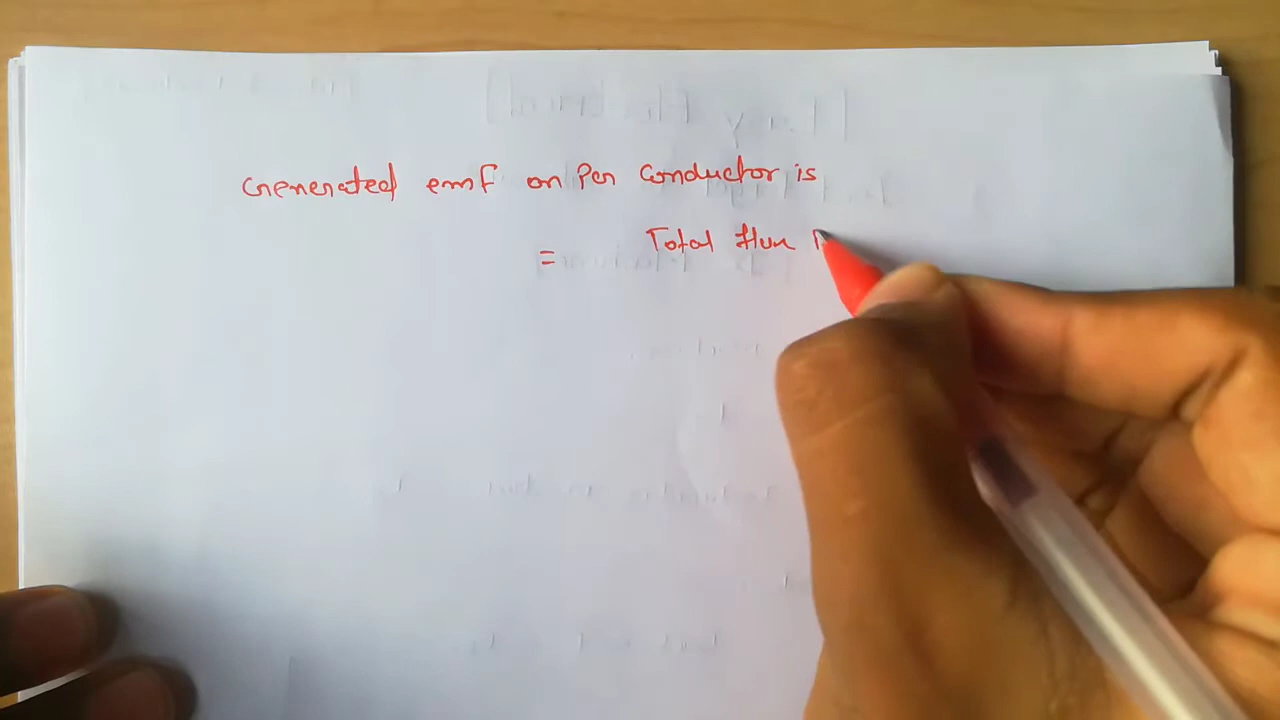 Generated emf on Per Conductor is
= Total flux